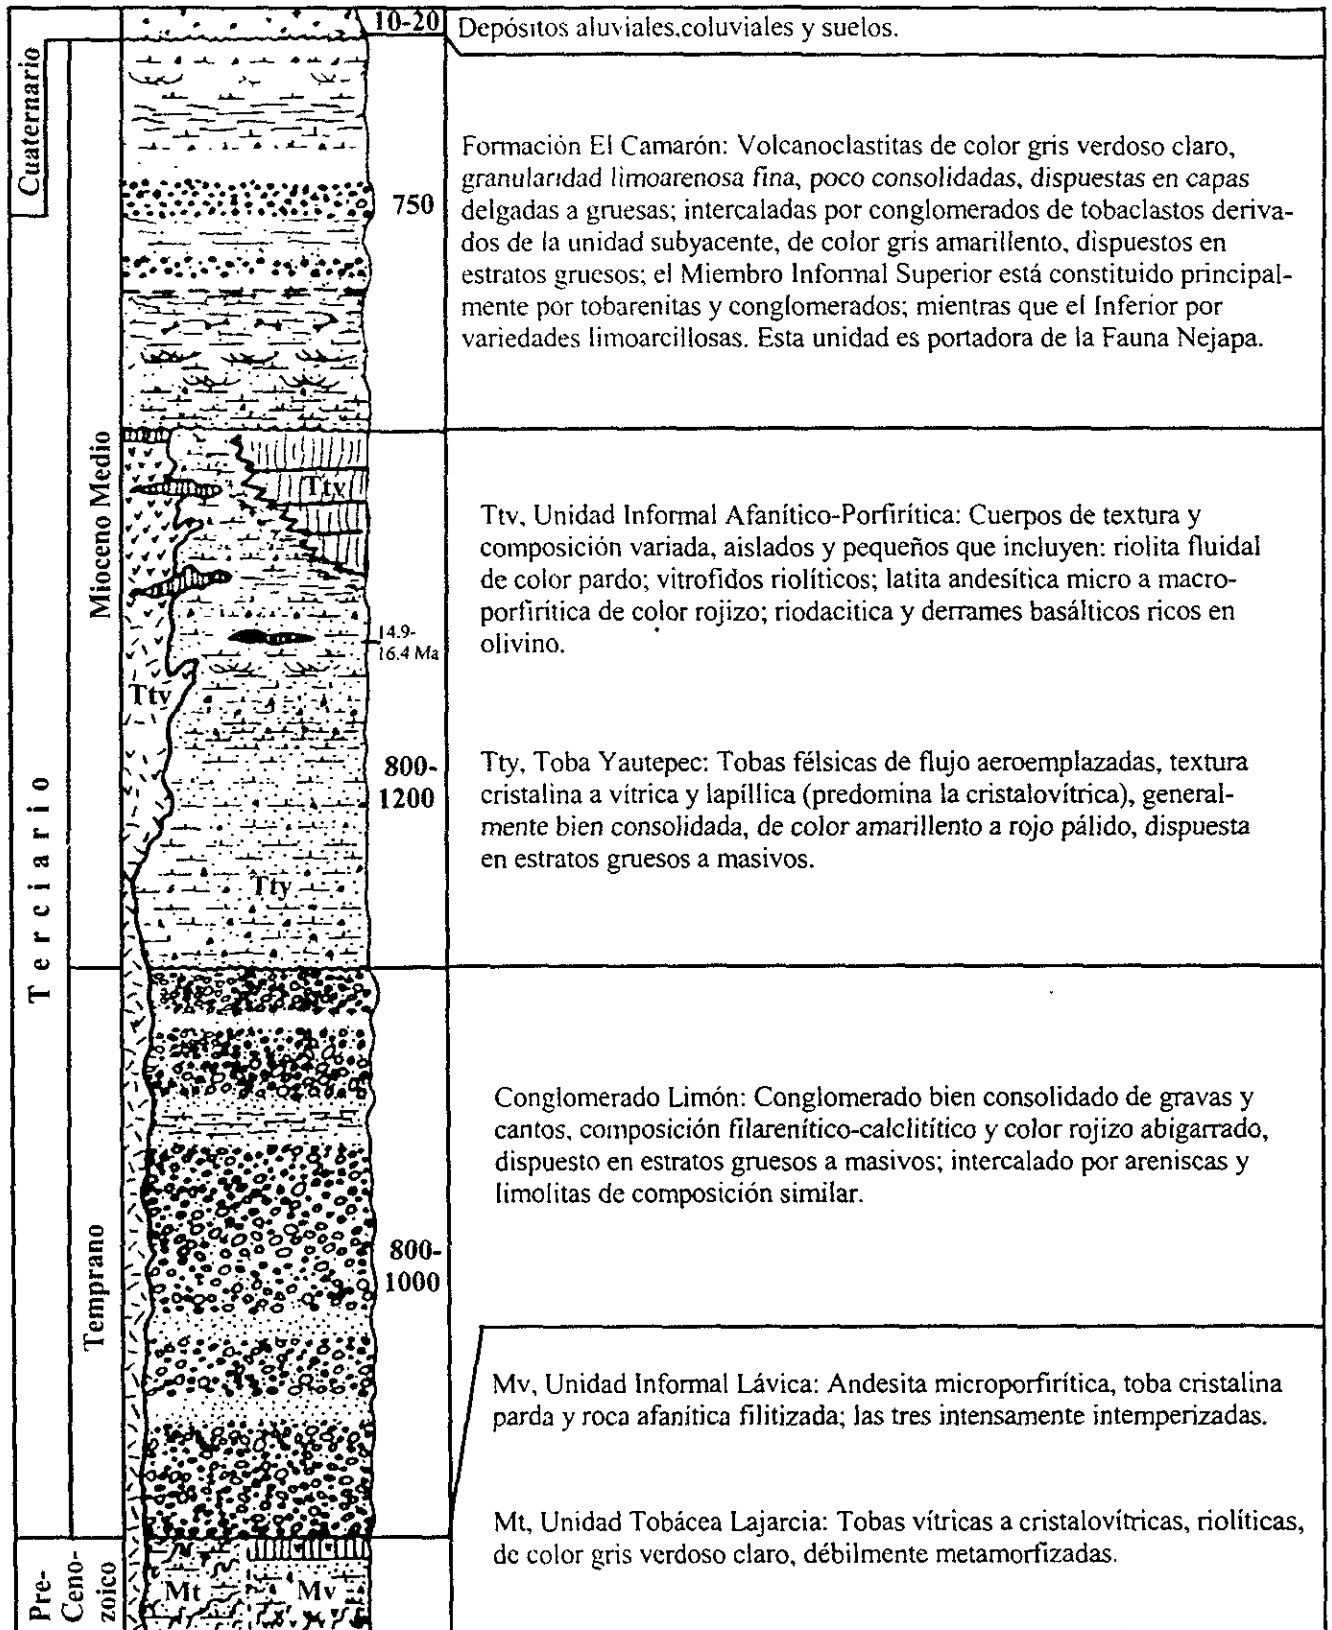 10-20
Depósitos aluviales.coluviales y suelos.
Cuaternario
Formación El Camarón: Volcanoclastitas de color gris verdoso claro,
granularidad limoarenosa fina, poco consolidadas, dispuestas en capas
750
delgadas a gruesas; intercaladas por conglomerados de tobaclastos deriva-
dos de la unidad subyacente, de color gris amarillento, dispuestos en
estratos gruesos; el Miembro Informal Superior está constituido principal-
mente por tobarenitas y conglomerados; mientras que el Inferior por
variedades limoarcillosas. Esta unidad es portadora de la Fauna Nejapa.
Terciario
Mioceno Medio
Ttv
Ttv, Unidad Informal Afanítico-Porfirítica: Cuerpos de textura y
composición variada, aislados y pequeños que incluyen: riolita fluidal
de color pardo; vitrofidos riolíticos; latita andesítica micro a macro-
porfirítica de color rojizo; riodacitica y derrames basálticos ricos en
olivino.
14.9-
16.4 Ma
Ttv
800-
1200
Tty, Toba Yautepec: Tobas félsicas de flujo aeroemplazadas, textura
cristalina a vítrica y lapíllica (predomina la cristalovítrica), general-
mente bien consolidada, de color amarillento a rojo pálido, dispuesta
en estratos gruesos a masivos.
Tty
Temprano
Conglomerado Limón: Conglomerado bien consolidado de gravas y
cantos, composición filarenítico-calclitítico y color rojizo abigarrado,
dispuesto en estratos gruesos a masivos; intercalado por areniscas y
limolitas de composición similar.
800-
1000
Mv, Unidad Informal Lávica: Andesita microporfirítica, toba cristalina
parda y roca afanítica filitizada; las tres intensamente intemperizadas.
Mt, Unidad Tobácea Lajarcia: Tobas vítricas a cristalovítricas, riolíticas,
de color gris verdoso claro, débilmente metamorfizadas.
Pre-
Ceno-
zoico
Mt
Mv